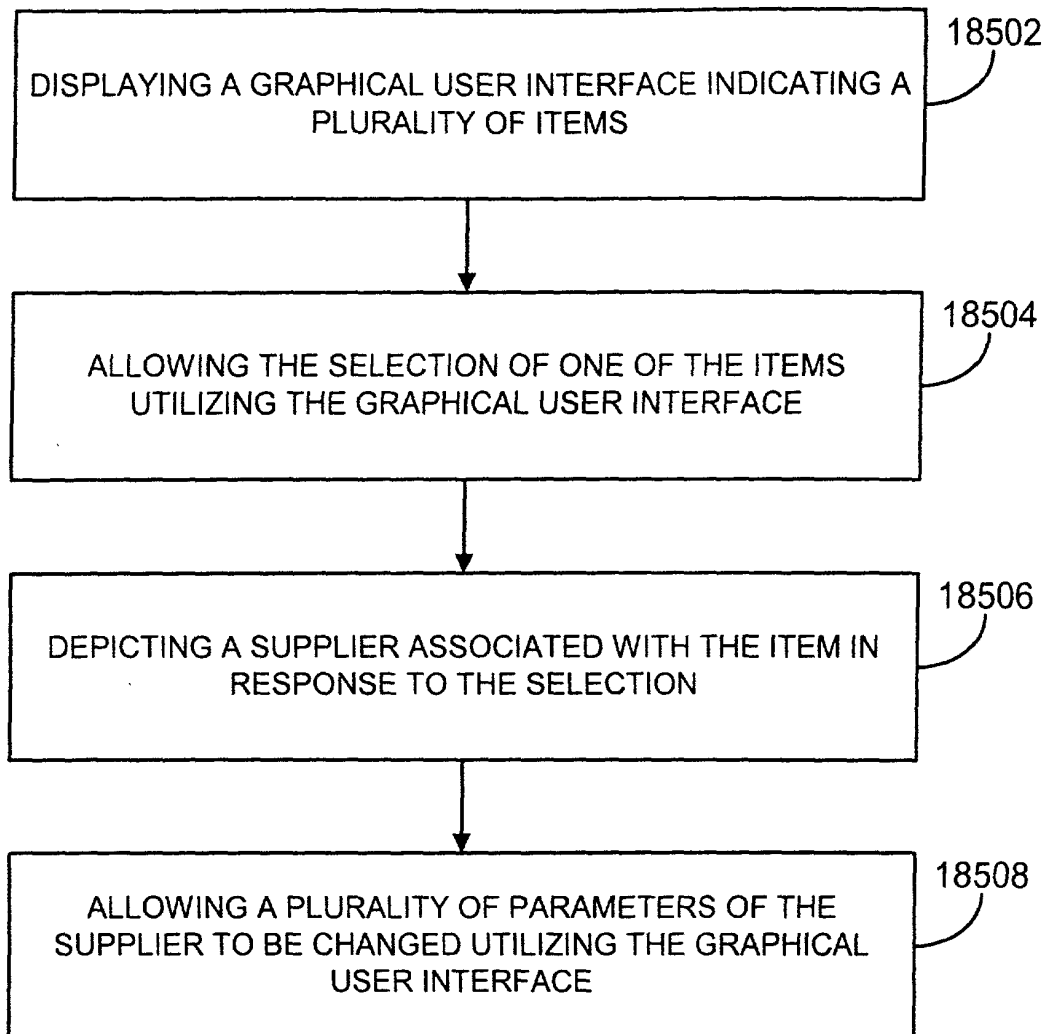 18502
DISPLAYING A GRAPHICAL USER INTERFACE INDICATING A
PLURALITY OF ITEMS
18504
ALLOWING THE SELECTION OF ONE OF THE ITEMS
UTILIZING THE GRAPHICAL USER INTERFACE
18506
DEPICTING A SUPPLIER ASSOCIATED WITH THE ITEM IN
RESPONSE TO THE SELECTION
18508
ALLOWING A PLURALITY OF PARAMETERS OF THE
SUPPLIER TO BE CHANGED UTILIZING THE GRAPHICAL
USER INTERFACE